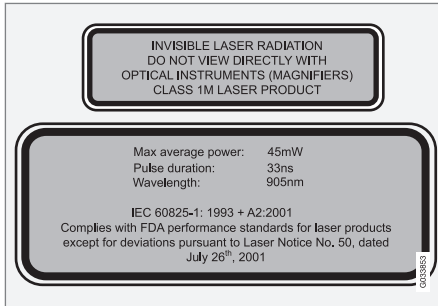 INVISIBLE LASER RADIATION
DO NOT VIEW DIRECTLY WITH
OPTICAL INSTRUMENTS (MAGNIFIERS)
CLASS 1M LASER PRODUCT
Max average power: 45mW
Pulse duration: 33ns
Wavelength: 905nm
IEC 60825-1: 1993 + A2:2001
Complies with FDA performance standards for laser products
except for deviations pursuant to Laser Notice No. 50, dated
July 26th, 2001
G033853